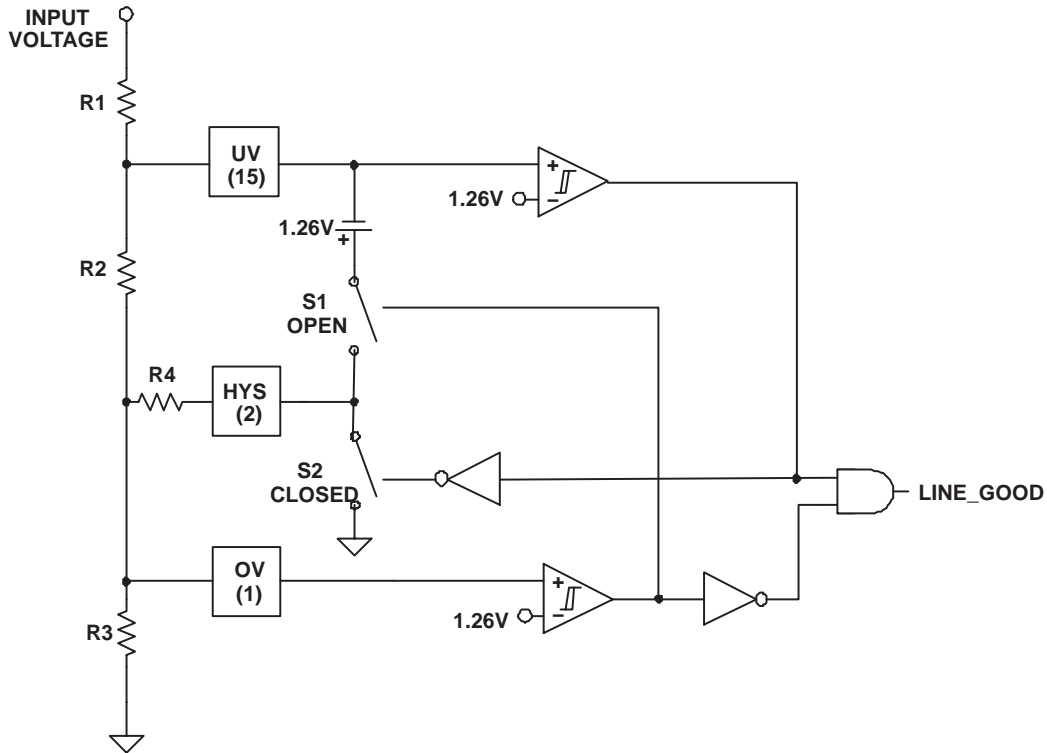 INPUT
VOLTAGE
R1
UV
(15)
+
1.26V
−
1.26V
+
R2
S1
OPEN
R4
HYS
(2)
S2
CLOSED
LINE_GOOD
OV
(1)
+
1.26V
−
R3